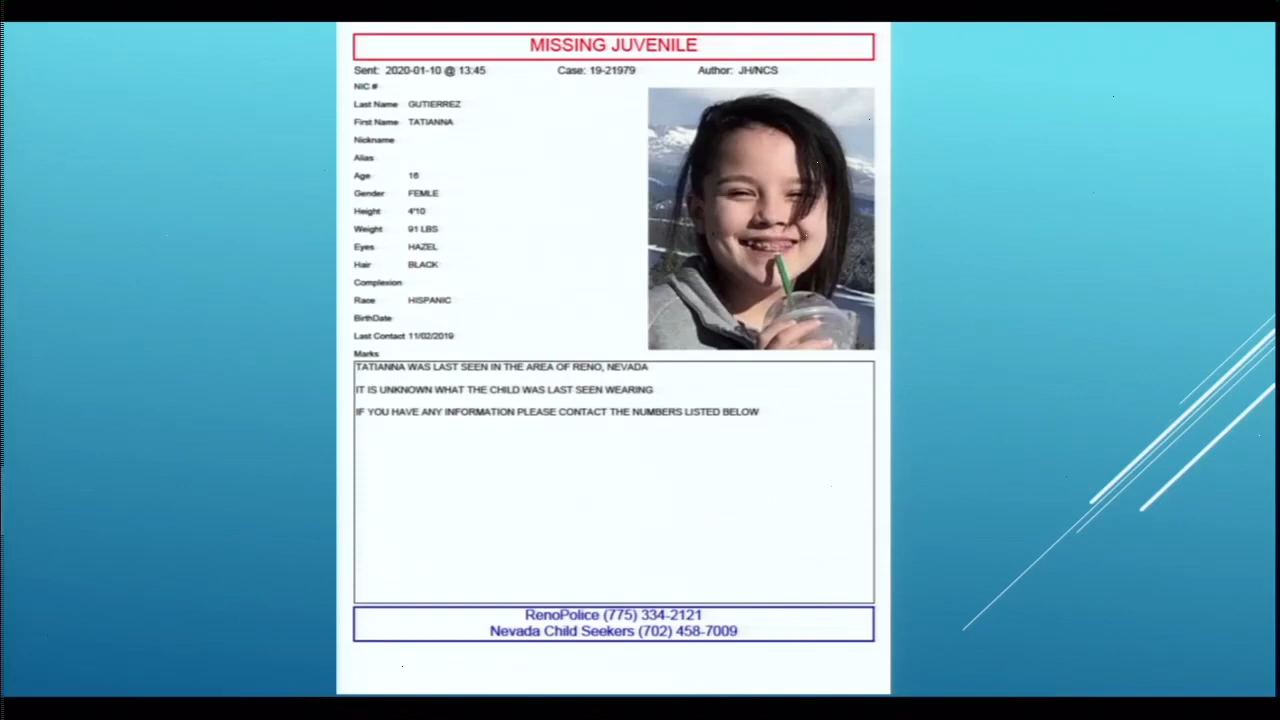 MISSING JUVENILE
Sent: 2020-01-10 @ 13:45 Case: 19-21979 Author: JH/NCS
NIC #
Last Name GUTIERREZ
First Name TATIANNA
Nickname
Alias
Age 16
Gender FEMLE
Height 4'10
Weight 91 LBS
Eyes HAZEL
Hair BLACK
Complexion
Race HISPANIC
BirthDate
Last Contact 11/02/2019
Marks
TATIANNA WAS LAST SEEN IN THE AREA OF RENO, NEVADA
IT IS UNKNOWN WHAT THE CHILD WAS LAST SEEN WEARING
IF YOU HAVE ANY INFORMATION PLEASE CONTACT THE NUMBERS LISTED BELOW
RenoPolice (775) 334-2121
Nevada Child Seekers (702) 458-7009